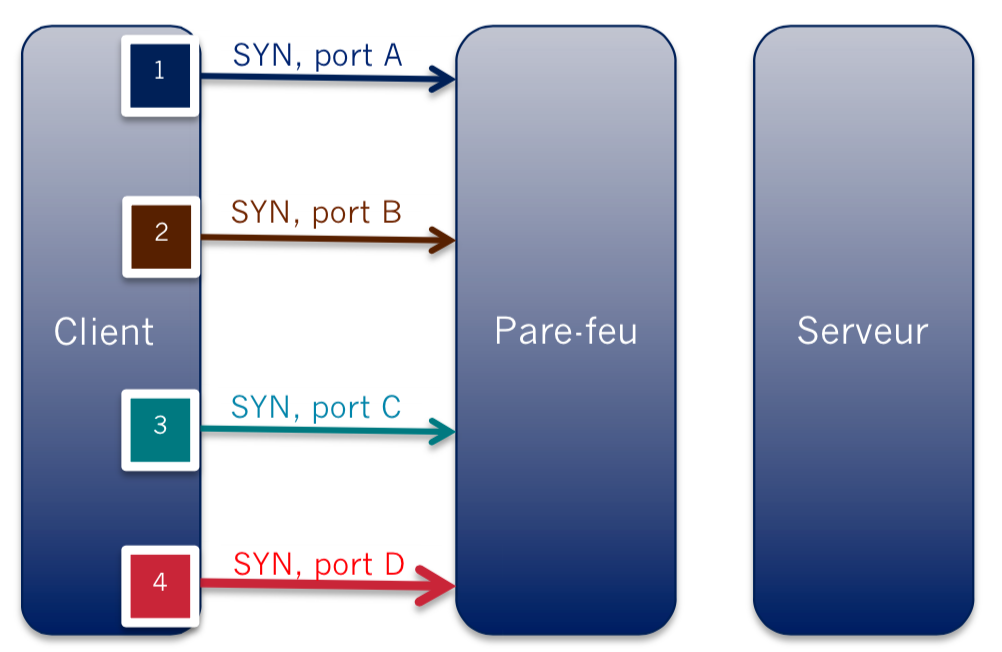 1
SYN, port A
2
SYN, port B
Client
Pare-feu
Serveur
3
SYN, port C
4
SYN, port D